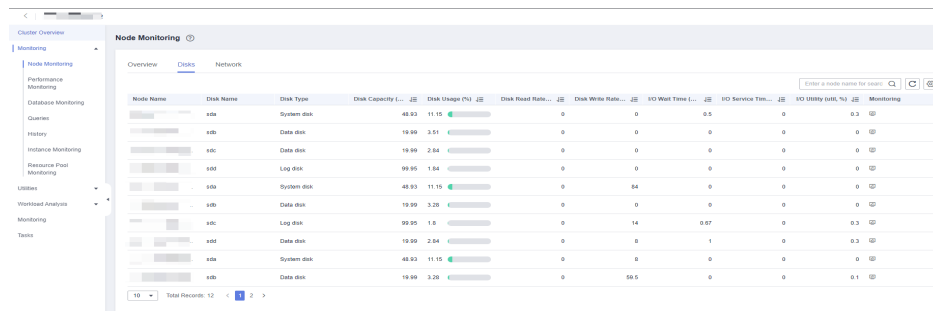 Cluster Overview
Monitoring
Node Monitoring
Performance
Monitoring
Database Monitoring
Queries
History
Instance Monitoring
Resource Pool
Monitoring
Utilities
Workload Analysis
Monitoring
Tasks
Node Monitoring
Overview Disks Network
Enter a node name for searc
Node Name Disk Name Disk Type Disk Capacity (... Disk Usage (%) Disk Read Rate... Disk Write Rate... I/O Wait Time (... I/O Service Tim... I/O Utility (util, %) Monitoring
sda System disk 48.93 11.15 0 0 0.5 0 0.3
sdb Data disk 19.99 3.51 0 0 0 0 0
sdc Data disk 19.99 2.84 0 0 0 0 0
sdd Log disk 99.95 1.84 0 0 0 0 0
sda System disk 48.93 11.15 0 84 0 0 0
sdb Data disk 19.99 3.28 0 0 0 0 0
sdc Log disk 99.95 1.8 0 14 0.67 0 0.3
sdd Data disk 19.99 2.84 0 8 1 0 0.3
sda System disk 48.93 11.15 0 8 0 0 0
sdb Data disk 19.99 3.28 0 59.5 0 0 0.1
10 Total Records: 12 < 1 2 >